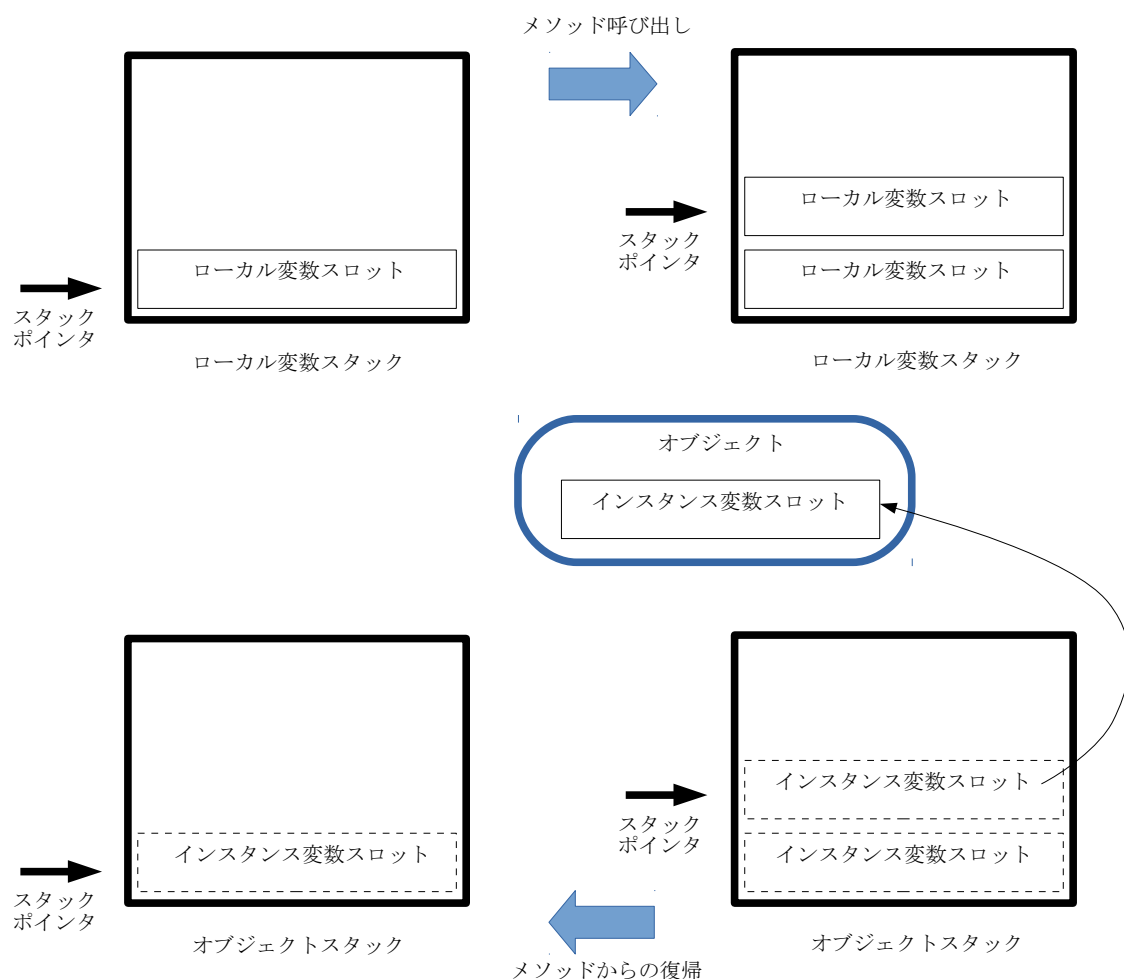 メソッド呼び出し
ローカル変数スロット
スタック
ポインタ
ローカル変数スタック
ローカル変数スロット
スタック
ポインタ
ローカル変数スロット
ローカル変数スタック
オブジェクト
インスタンス変数スロット
インスタンス変数スロット
スタック
ポインタ
オブジェクトスタック
インスタンス変数スロット
スタック
ポインタ
インスタンス変数スロット
オブジェクトスタック
メソッドからの復帰